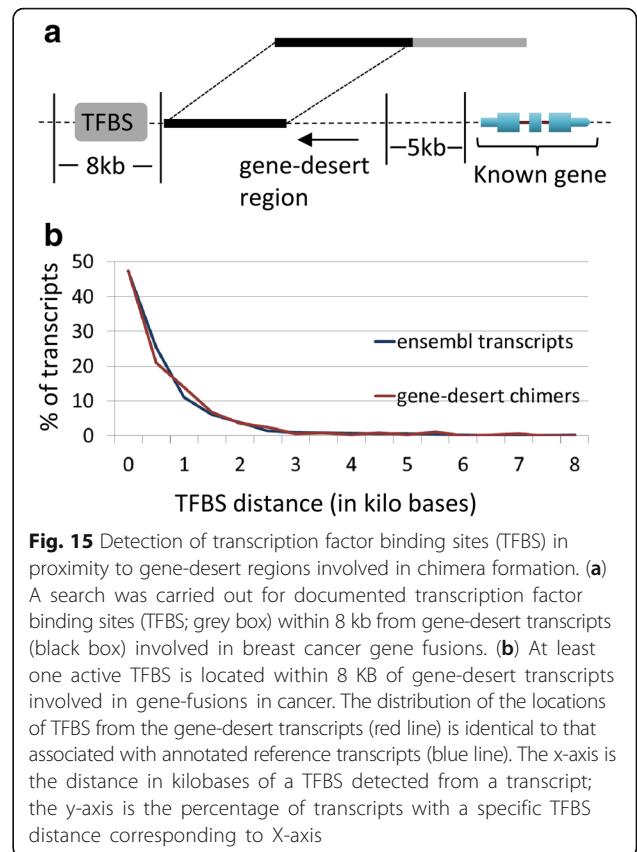 a
TFBS
8kb
gene-desert
region
5kb
Known gene
b
% of transcripts
50
40
30
20
10
0
ensembl transcripts
gene-desert chimers
0 1 2 3 4 5 6 7 8
TFBS distance (in kilo bases)
Fig. 15 Detection of transcription factor binding sites (TFBS) in
proximity to gene-desert regions involved in chimera formation. (a)
A search was carried out for documented transcription factor
binding sites (TFBS; grey box) within 8 kb from gene-desert transcripts
(black box) involved in breast cancer gene fusions. (b) At least
one active TFBS is located within 8 KB of gene-desert transcripts
involved in gene-fusions in cancer. The distribution of the locations
of TFBS from the gene-desert transcripts (red line) is identical to that
associated with annotated reference transcripts (blue line). The x-axis is
the distance in kilobases of a TFBS detected from a transcript;
the y-axis is the percentage of transcripts with a specific TFBS
distance corresponding to X-axis